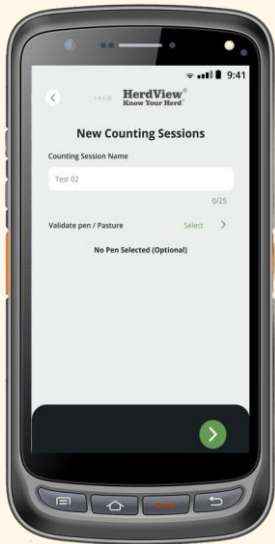 9:41
HerdView®
Know Your Herd®
New Counting Sessions
Counting Session Name
Test 02
0/25
Validate pen / Pasture Select >
No Pen Selected (Optional)